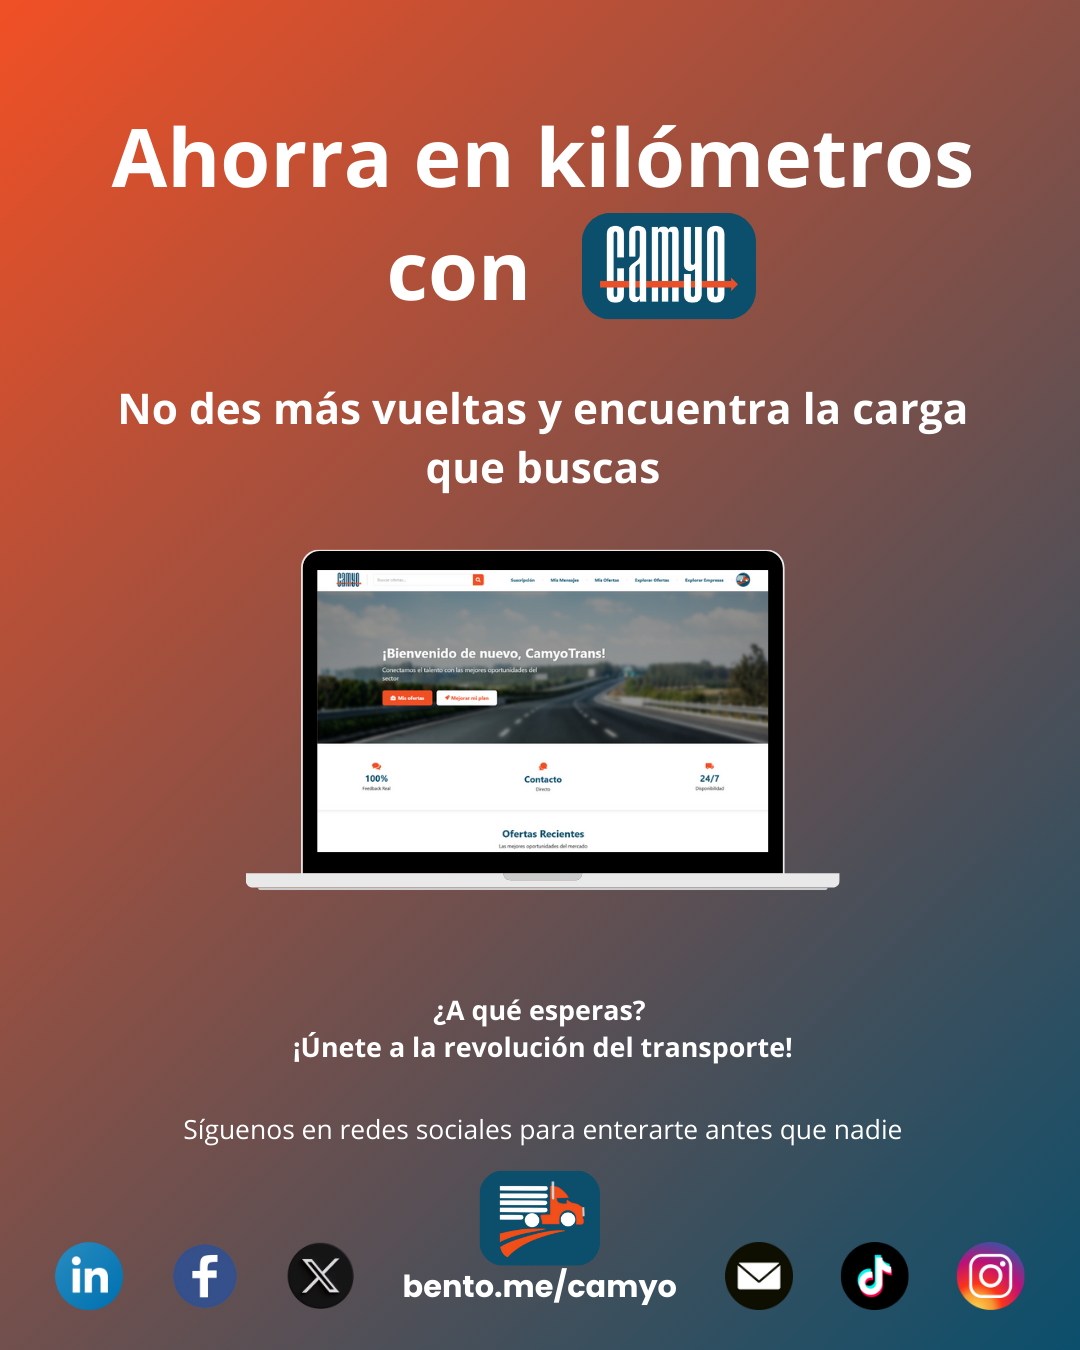 Ahorra en kilómetros
con CAMYO
No des más vueltas y encuentra la carga
que buscas
CAMYO Buscar ofertas... Suscripción Mis Mensajes Mis Ofertas Explorar Ofertas Explorar Empresas
¡Bienvenido de nuevo, CamyoTrans!
Conectamos el talento con las mejores oportunidades del
sector
Mis ofertas Mejorar mi plan
100% Contacto 24/7
Feedback Real Directo Disponibilidad
Ofertas Recientes
Las mejores oportunidades del mercado
¿A qué esperas?
¡Únete a la revolución del transporte!
Síguenos en redes sociales para enterarte antes que nadie
bento.me/camyo